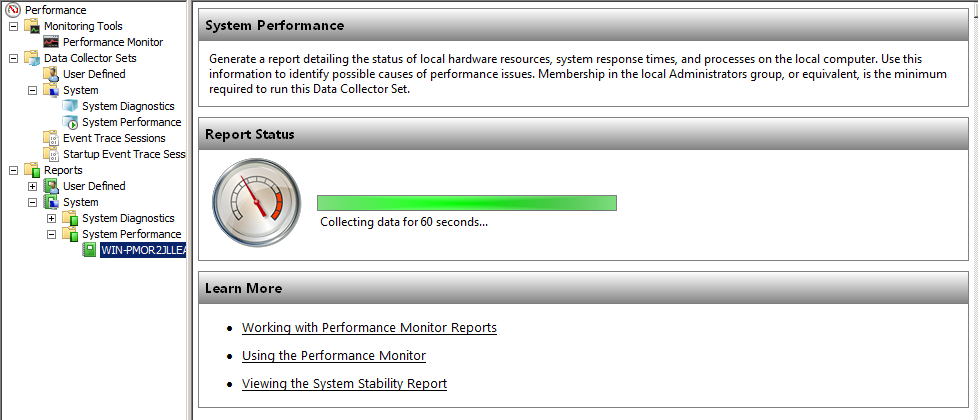 Performance
Monitoring Tools
Performance Monitor
Data Collector Sets
User Defined
System
System Diagnostics
System Performance
Event Trace Sessions
Startup Event Trace Sess
Reports
User Defined
System
System Diagnostics
System Performance
WIN-PMOR2JLLEA
System Performance
Generate a report detailing the status of local hardware resources, system response times, and processes on the local computer. Use this
information to identify possible causes of performance issues. Membership in the local Administrators group, or equivalent, is the minimum
required to run this Data Collector Set.
Report Status
Collecting data for 60 seconds...
Learn More
• Working with Performance Monitor Reports
• Using the Performance Monitor
• Viewing the System Stability Report